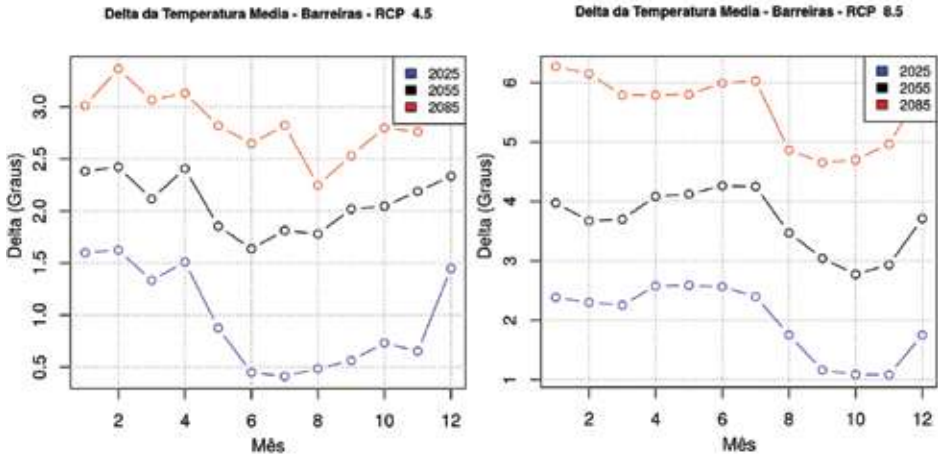 Delta da Temperatura Media - Barreiras - RCP 4.5
Delta (Graus)
3.0
2.5
2.0
1.5
1.0
0.5
2025
2055
2085
2 4 6 8 10 12
Mês
Delta da Temperatura Media - Barreiras - RCP 8.5
Delta (Graus)
6
5
4
3
2
1
2025
2055
2085
2 4 6 8 10 12
Mês